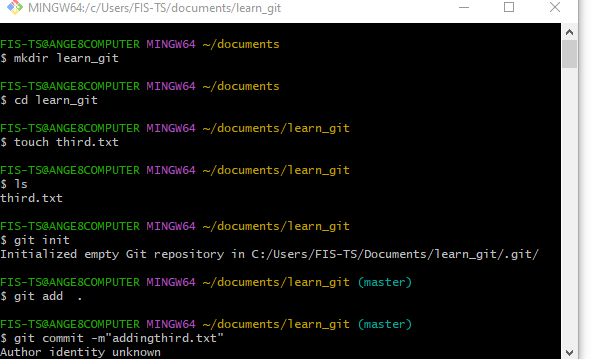 MINGW64:/c/Users/FIS-TS/documents/learn_git
FIS-TS@ANGE8COMPUTER MINGW64 ~/documents
$ mkdir learn_git
FIS-TS@ANGE8COMPUTER MINGW64 ~/documents
$ cd learn_git
FIS-TS@ANGE8COMPUTER MINGW64 ~/documents/learn_git
$ touch third.txt
FIS-TS@ANGE8COMPUTER MINGW64 ~/documents/learn_git
$ ls
third.txt
FIS-TS@ANGE8COMPUTER MINGW64 ~/documents/learn_git
$ git init
Initialized empty Git repository in C:/Users/FIS-TS/Documents/learn_git/.git/
FIS-TS@ANGE8COMPUTER MINGW64 ~/documents/learn_git (master)
$ git add  .
FIS-TS@ANGE8COMPUTER MINGW64 ~/documents/learn_git (master)
$ git commit -m"addingthird.txt"
Author identity unknown